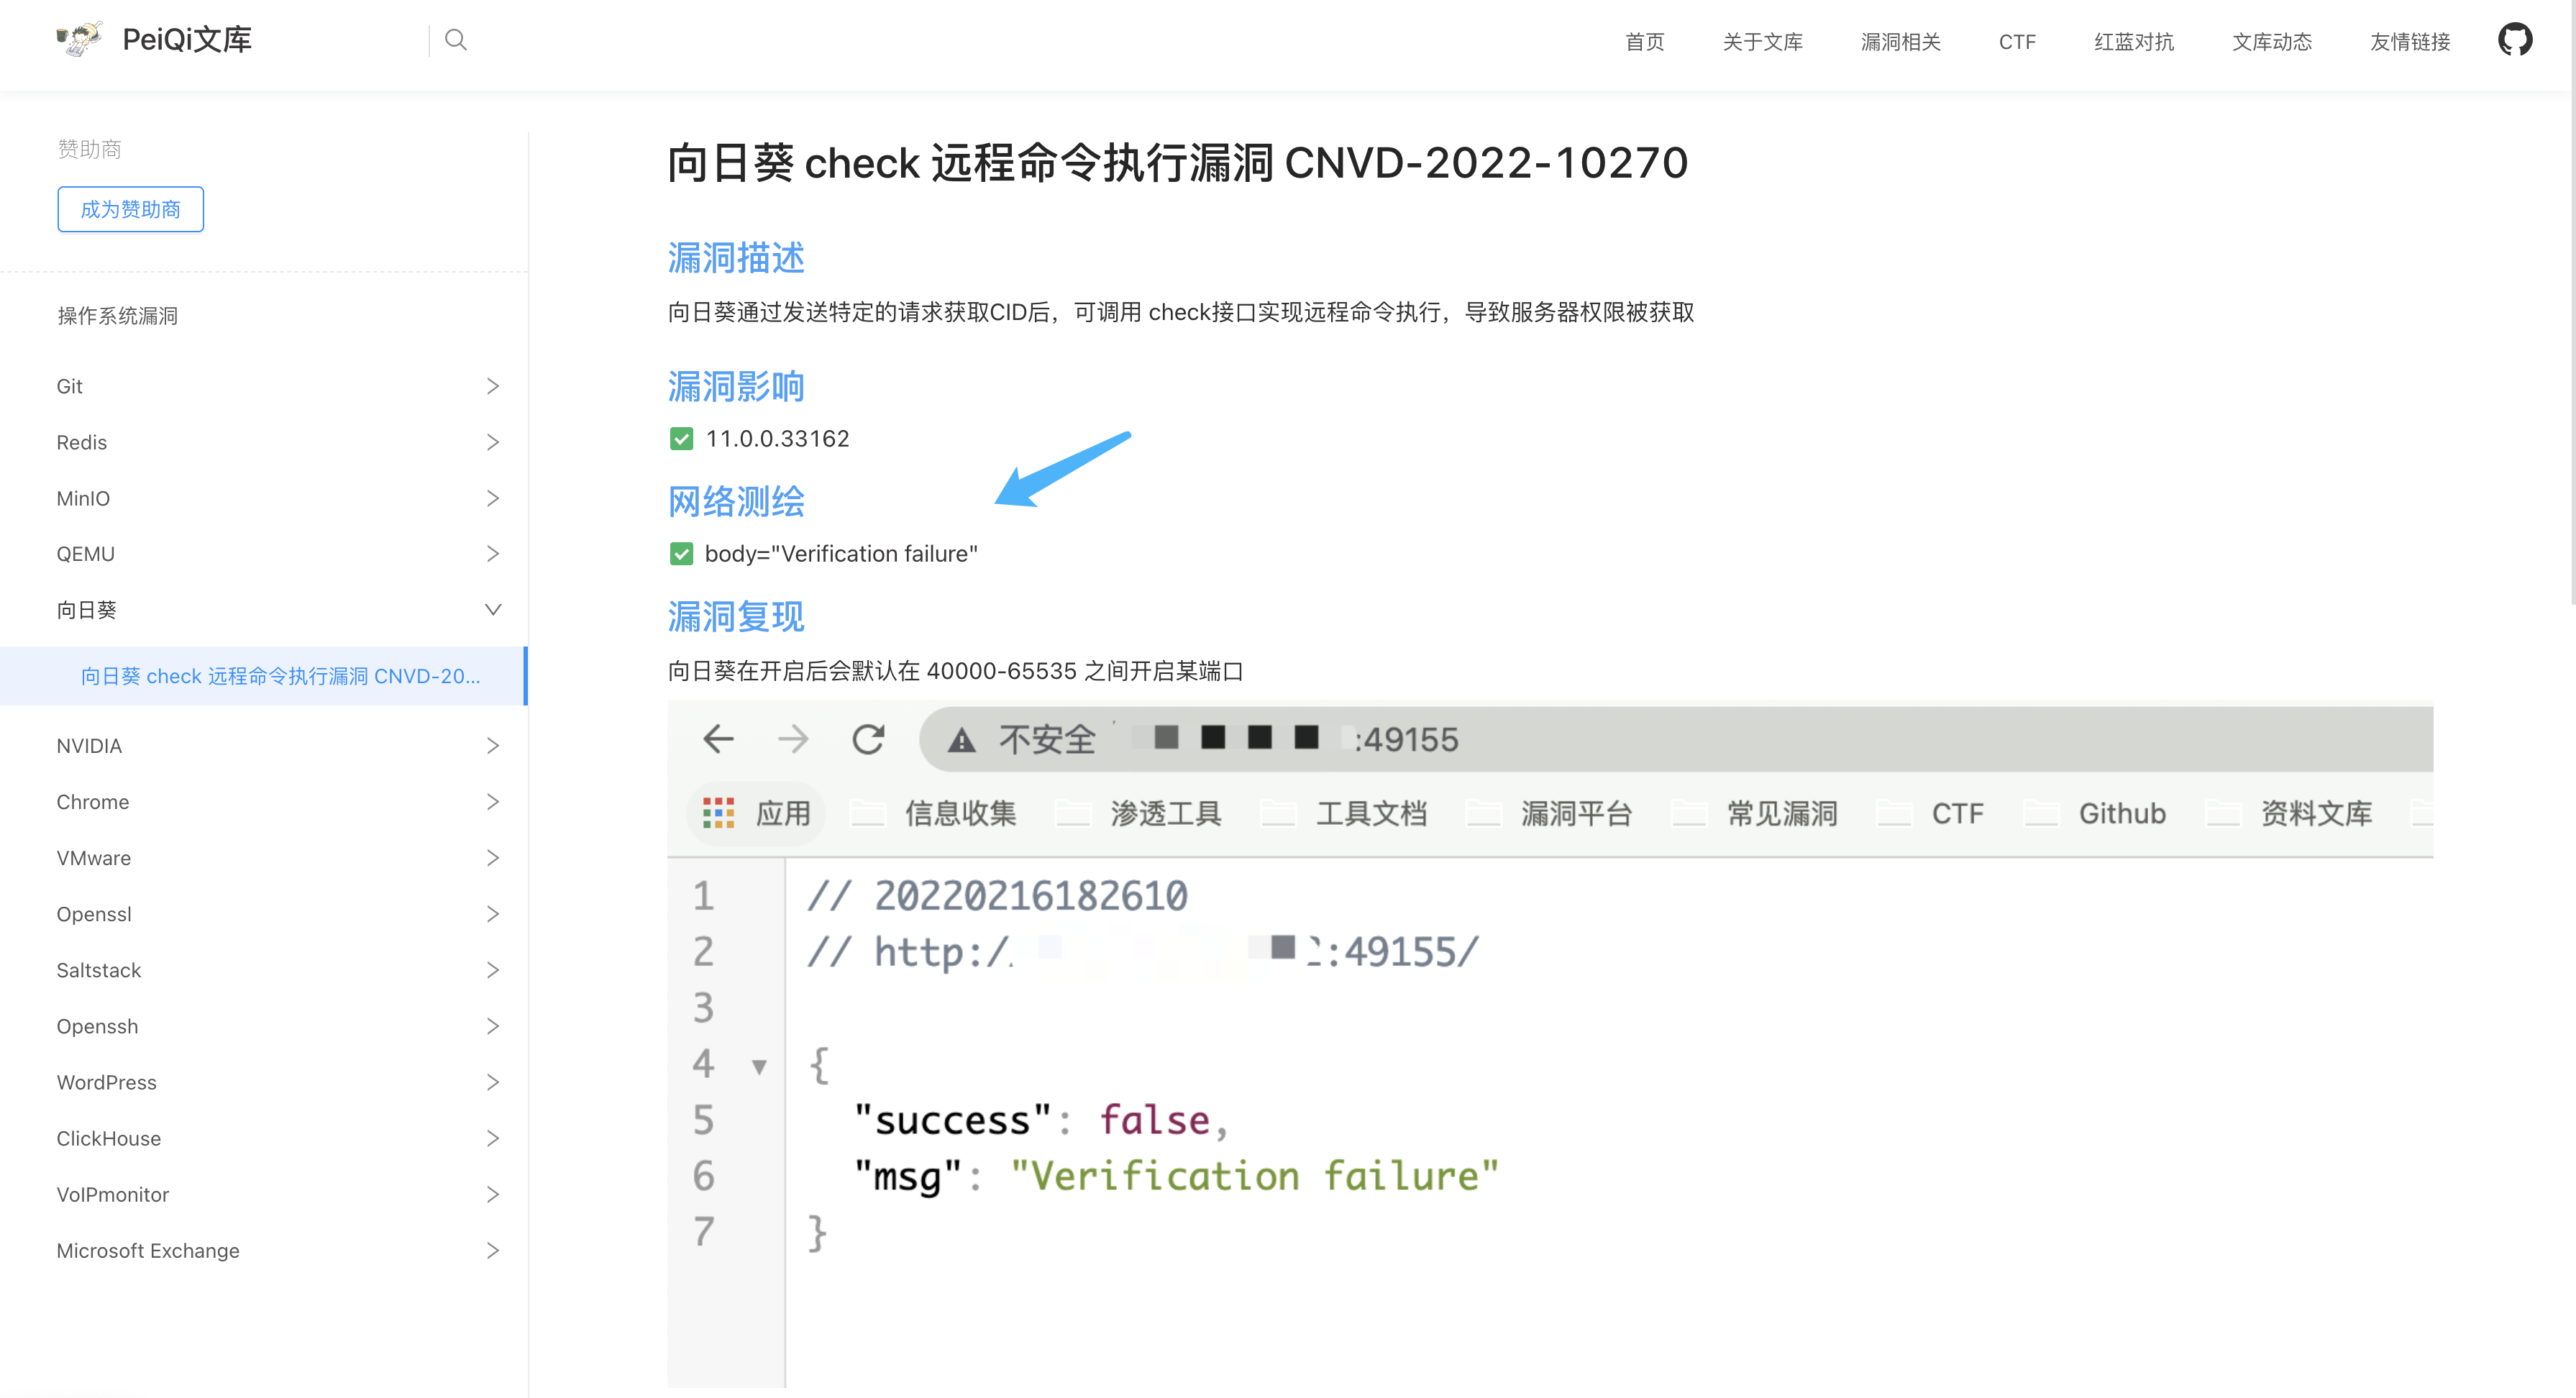 PeiQi文库
首页 关于文库 漏洞相关 CTF 红蓝对抗 文库动态 友情链接
赞助商
成为赞助商
操作系统漏洞
Git
Redis
MinIO
QEMU
向日葵
向日葵 check 远程命令执行漏洞 CNVD-20...
NVIDIA
Chrome
VMware
Openssl
Saltstack
Openssh
WordPress
ClickHouse
VoIPmonitor
Microsoft Exchange
向日葵 check 远程命令执行漏洞 CNVD-2022-10270
漏洞描述
向日葵通过发送特定的请求获取CID后，可调用 check接口实现远程命令执行，导致服务器权限被获取
漏洞影响
11.0.0.33162
网络测绘
body="Verification failure"
漏洞复现
向日葵在开启后会默认在 40000-65535 之间开启某端口
不安全 :49155
应用 信息收集 渗透工具 工具文档 漏洞平台 常见漏洞 CTF Github 资料文库
1 // 20220216182610
2 // http:/ :49155/
3
4 {
5 "success": false,
6 "msg": "Verification failure"
7 }